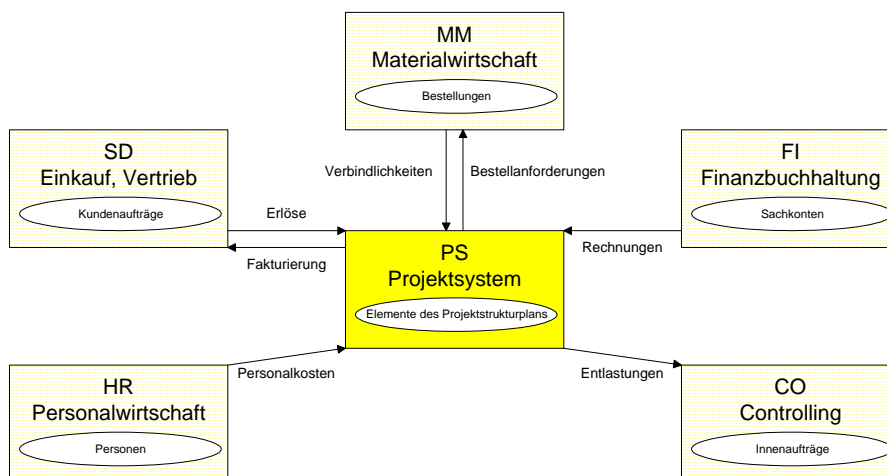 MM
Materialwirtschaft
Bestellungen
SD
Einkauf, Vertrieb
Kundenaufträge
FI
Finanzbuchhaltung
Sachkonten
Verbindlichkeiten
Bestellanforderungen
Erlöse
Fakturierung
Rechnungen
PS
Projektsystem
Elemente des Projektstrukturplans
Personalkosten
Entlastungen
HR
Personalwirtschaft
Personen
CO
Controlling
Innenaufträge